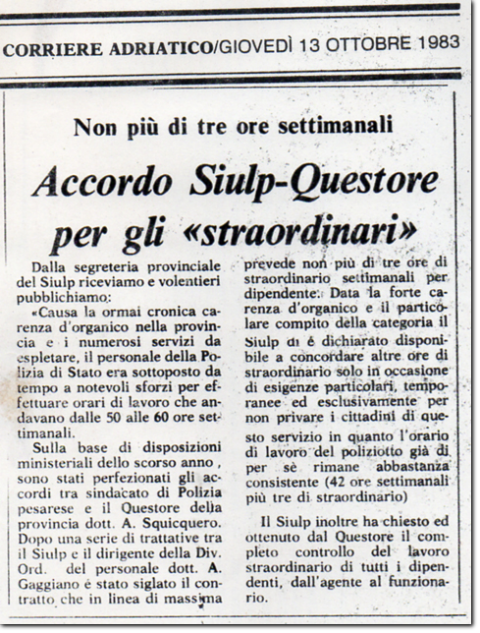 CORRIERE ADRIATICO/GIOVEDÌ 13 OTTOBRE 1983
Non più di tre ore settimanali
Accordo Siulp-Questore
per gli «straordinari»
Dalla segreteria provinciale
del Siulp riceviamo e volentieri
pubblichiamo:
«Causa la ormai cronica ca-
renza d'organico nella provin-
cia e i numerosi servizi da
espletare, il personale della Po-
lizia di Stato era sottoposto da
tempo a notevoli sforzi per ef-
fettuare orari di lavoro che an-
davano dalle 50 alle 60 ore set-
timanali.
Sulla base di disposizioni
ministeriali dello scorso anno ,
sono stati perfezionati gli ac-
cordi tra sindacato di Polizia
pesarese e il Questore della
provincia dott. A. Squicquero.
Dopo una serie di trattative tra
il Siulp e il dirigente della Div.
Ord. del personale dott. A.
Gaggiano é stato siglato il con-
tratto che in linea di massima
prevede non più di tre ore di
straordinario settimanali per
dipendente. Data la forte ca-
renza d'organico e il partico-
lare compito della categoria il
Siulp di é dichiarato disponi-
bile a concordare altre ore di
straordinario solo in occasione
di esigenze particolari, tempo-
ranee ed esclusivamente per
non privare i cittadini di que-
sto servizio in quanto l'orario
di lavoro del poliziotto già di
per sè rimane abbastanza
consistente (42 ore settimanali
più tre di straordinario)
Il Siulp inoltre ha chiesto ed
ottenuto dal Questore il com-
pleto controllo del lavoro
straordinario di tutti i dipen-
denti, dall'agente al funziona-
rio.